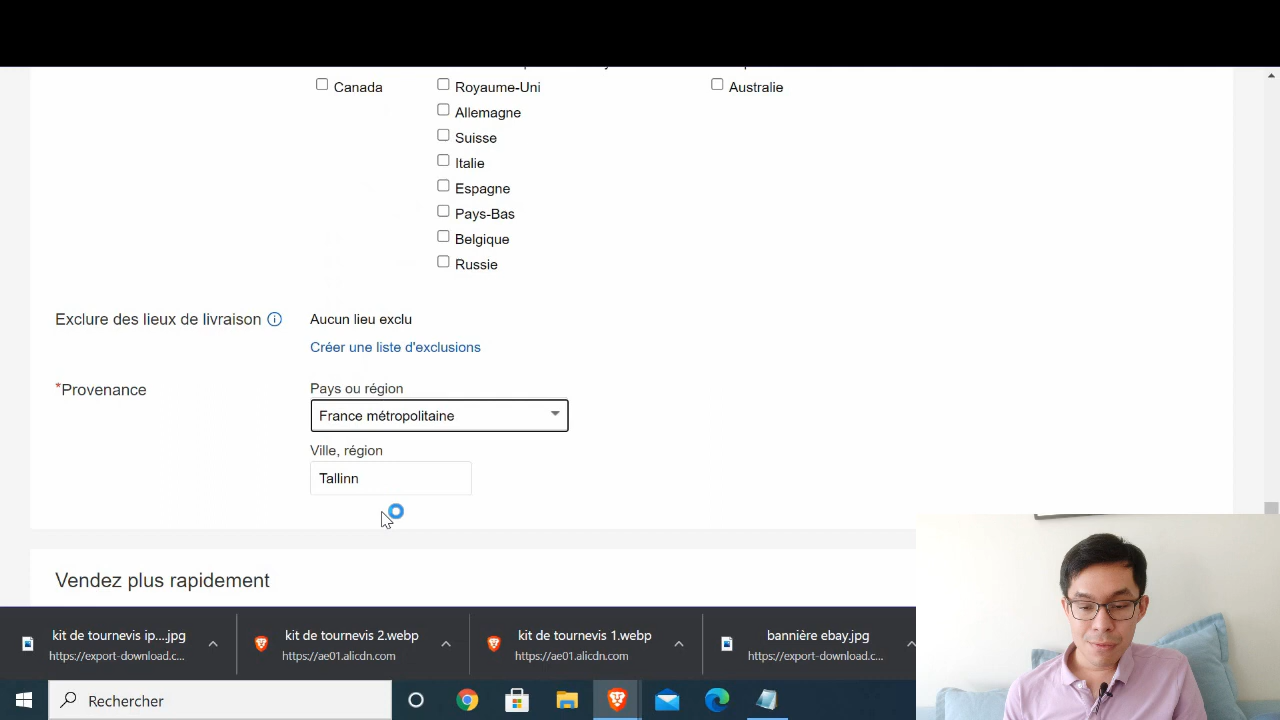 Canada
Royaume-Uni
Australie
Allemagne
Suisse
Italie
Espagne
Pays-Bas
Belgique
Russie
Exclure des lieux de livraison
Aucun lieu exclu
Créer une liste d'exclusions
*Provenance
Pays ou région
France métropolitaine
Ville, région
Tallinn
Vendez plus rapidement
kit de tournevis ip....jpg
https://export-download.c...
kit de tournevis 2.webp
https://ae01.alicdn.com
kit de tournevis 1.webp
https://ae01.alicdn.com
bannière ebay.jpg
https://export-download.c...
Rechercher